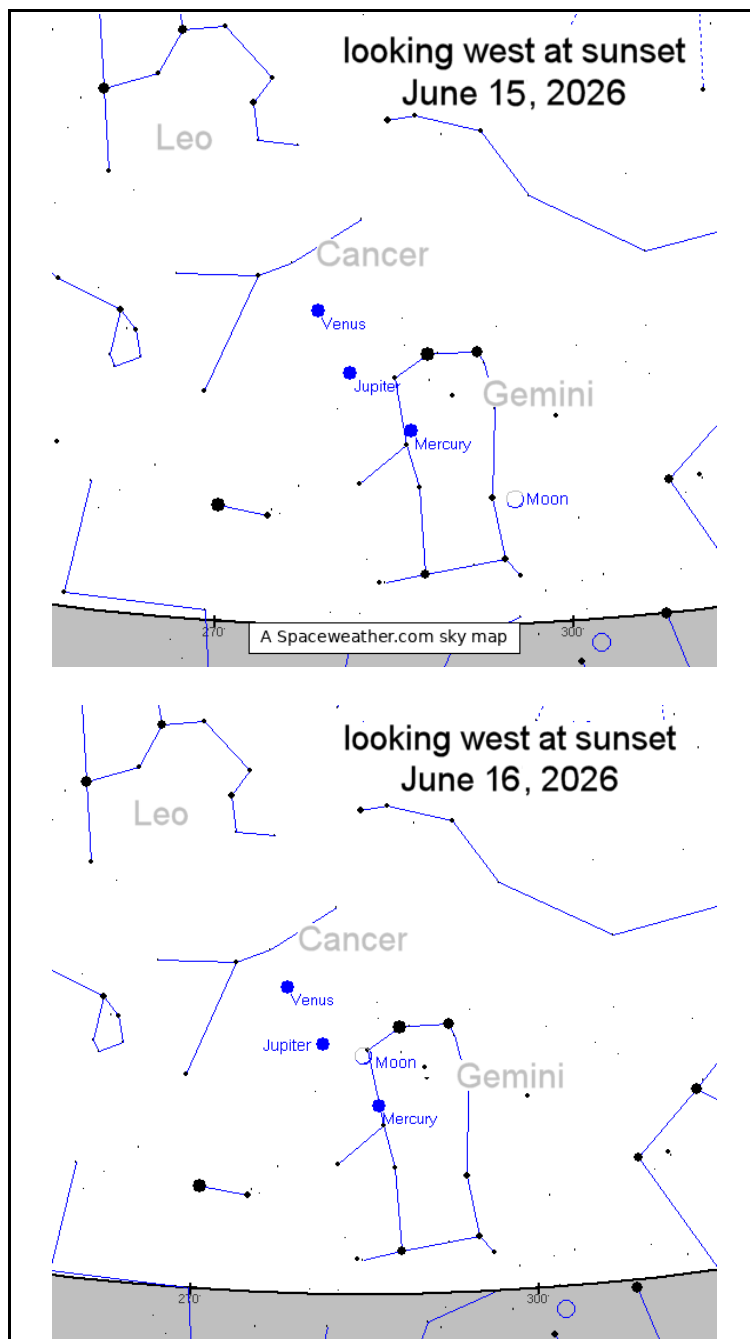 looking west at sunset
June 15, 2026
Leo
Cancer
Venus
Jupiter
Gemini
Mercury
Moon
270°
300°
A Spaceweather.com sky map
looking west at sunset
June 16, 2026
Leo
Cancer
Venus
Jupiter
Moon
Gemini
Mercury
270°
300°